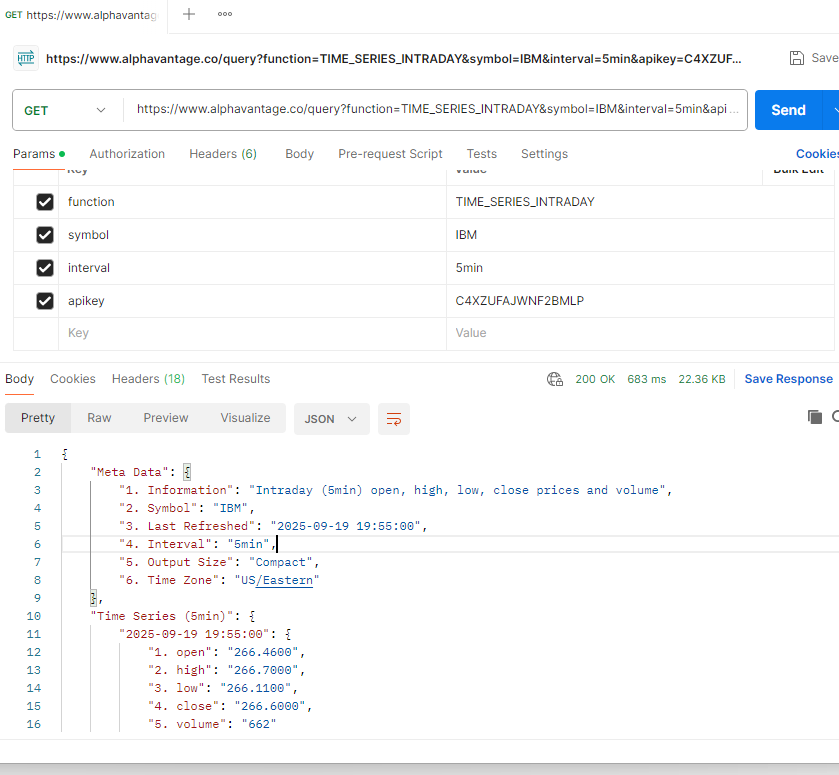 GET https://www.alphavantag
HTTP https://www.alphavantage.co/query?function=TIME_SERIES_INTRADAY&symbol=IBM&interval=5min&apikey=C4XZUF... Save
GET https://www.alphavantage.co/query?function=TIME_SERIES_INTRADAY&symbol=IBM&interval=5min&api ... Send
Params Authorization Headers (6) Body Pre-request Script Tests Settings Cookies
Key Value Bulk Edit
function TIME_SERIES_INTRADAY
symbol IBM
interval 5min
apikey C4XZUFAJWNF2BMLP
Key Value
Body Cookies Headers (18) Test Results 200 OK 683 ms 22.36 KB Save Response
Pretty Raw Preview Visualize JSON
1 {
2 "Meta Data": {
3 "1. Information": "Intraday (5min) open, high, low, close prices and volume",
4 "2. Symbol": "IBM",
5 "3. Last Refreshed": "2025-09-19 19:55:00",
6 "4. Interval": "5min",
7 "5. Output Size": "Compact",
8 "6. Time Zone": "US/Eastern"
9 },
10 "Time Series (5min)": {
11 "2025-09-19 19:55:00": {
12 "1. open": "266.4600",
13 "2. high": "266.7000",
14 "3. low": "266.1100",
15 "4. close": "266.6000",
16 "5. volume": "662"